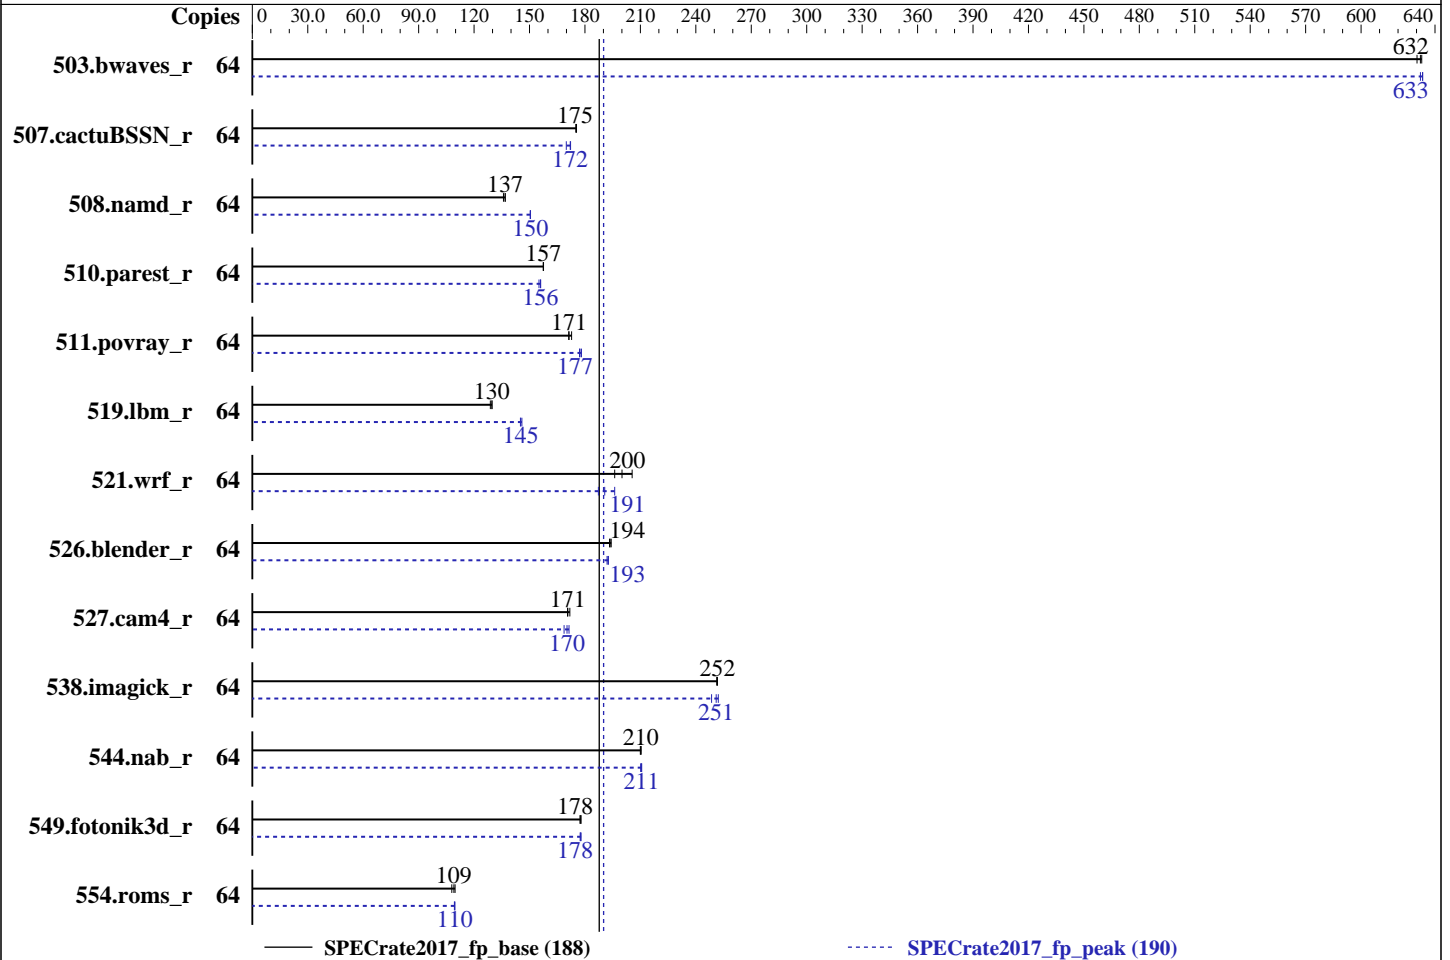 Copies 0 30.0 60.0 90.0 120 150 180 210 240 270 300 330 360 390 420 450 480 510 540 570 600 640
632
503.bwaves_r 64
633
175
507.cactuBSSN_r 64
172
137
508.namd_r 64
150
157
510.parest_r 64
156
171
511.povray_r 64
177
130
519.lbm_r 64
145
200
521.wrf_r 64
191
194
526.blender_r 64
193
171
527.cam4_r 64
170
252
538.imagick_r 64
251
210
544.nab_r 64
211
178
549.fotonik3d_r 64
178
109
554.roms_r 64
110
SPECrate2017_fp_base (188) SPECrate2017_fp_peak (190)